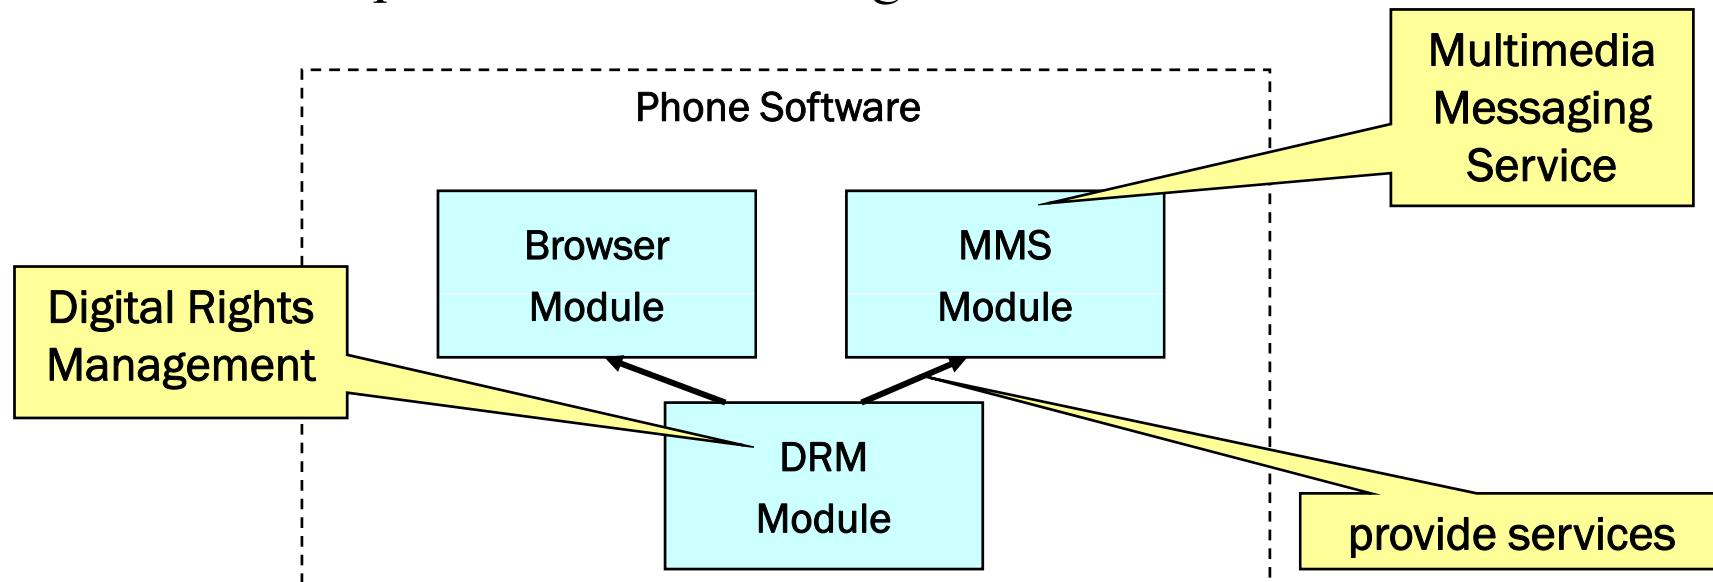 Multimedia
Messaging
Service
Phone Software
Browser
Module
MMS
Module
Digital Rights
Management
DRM
Module
provide services